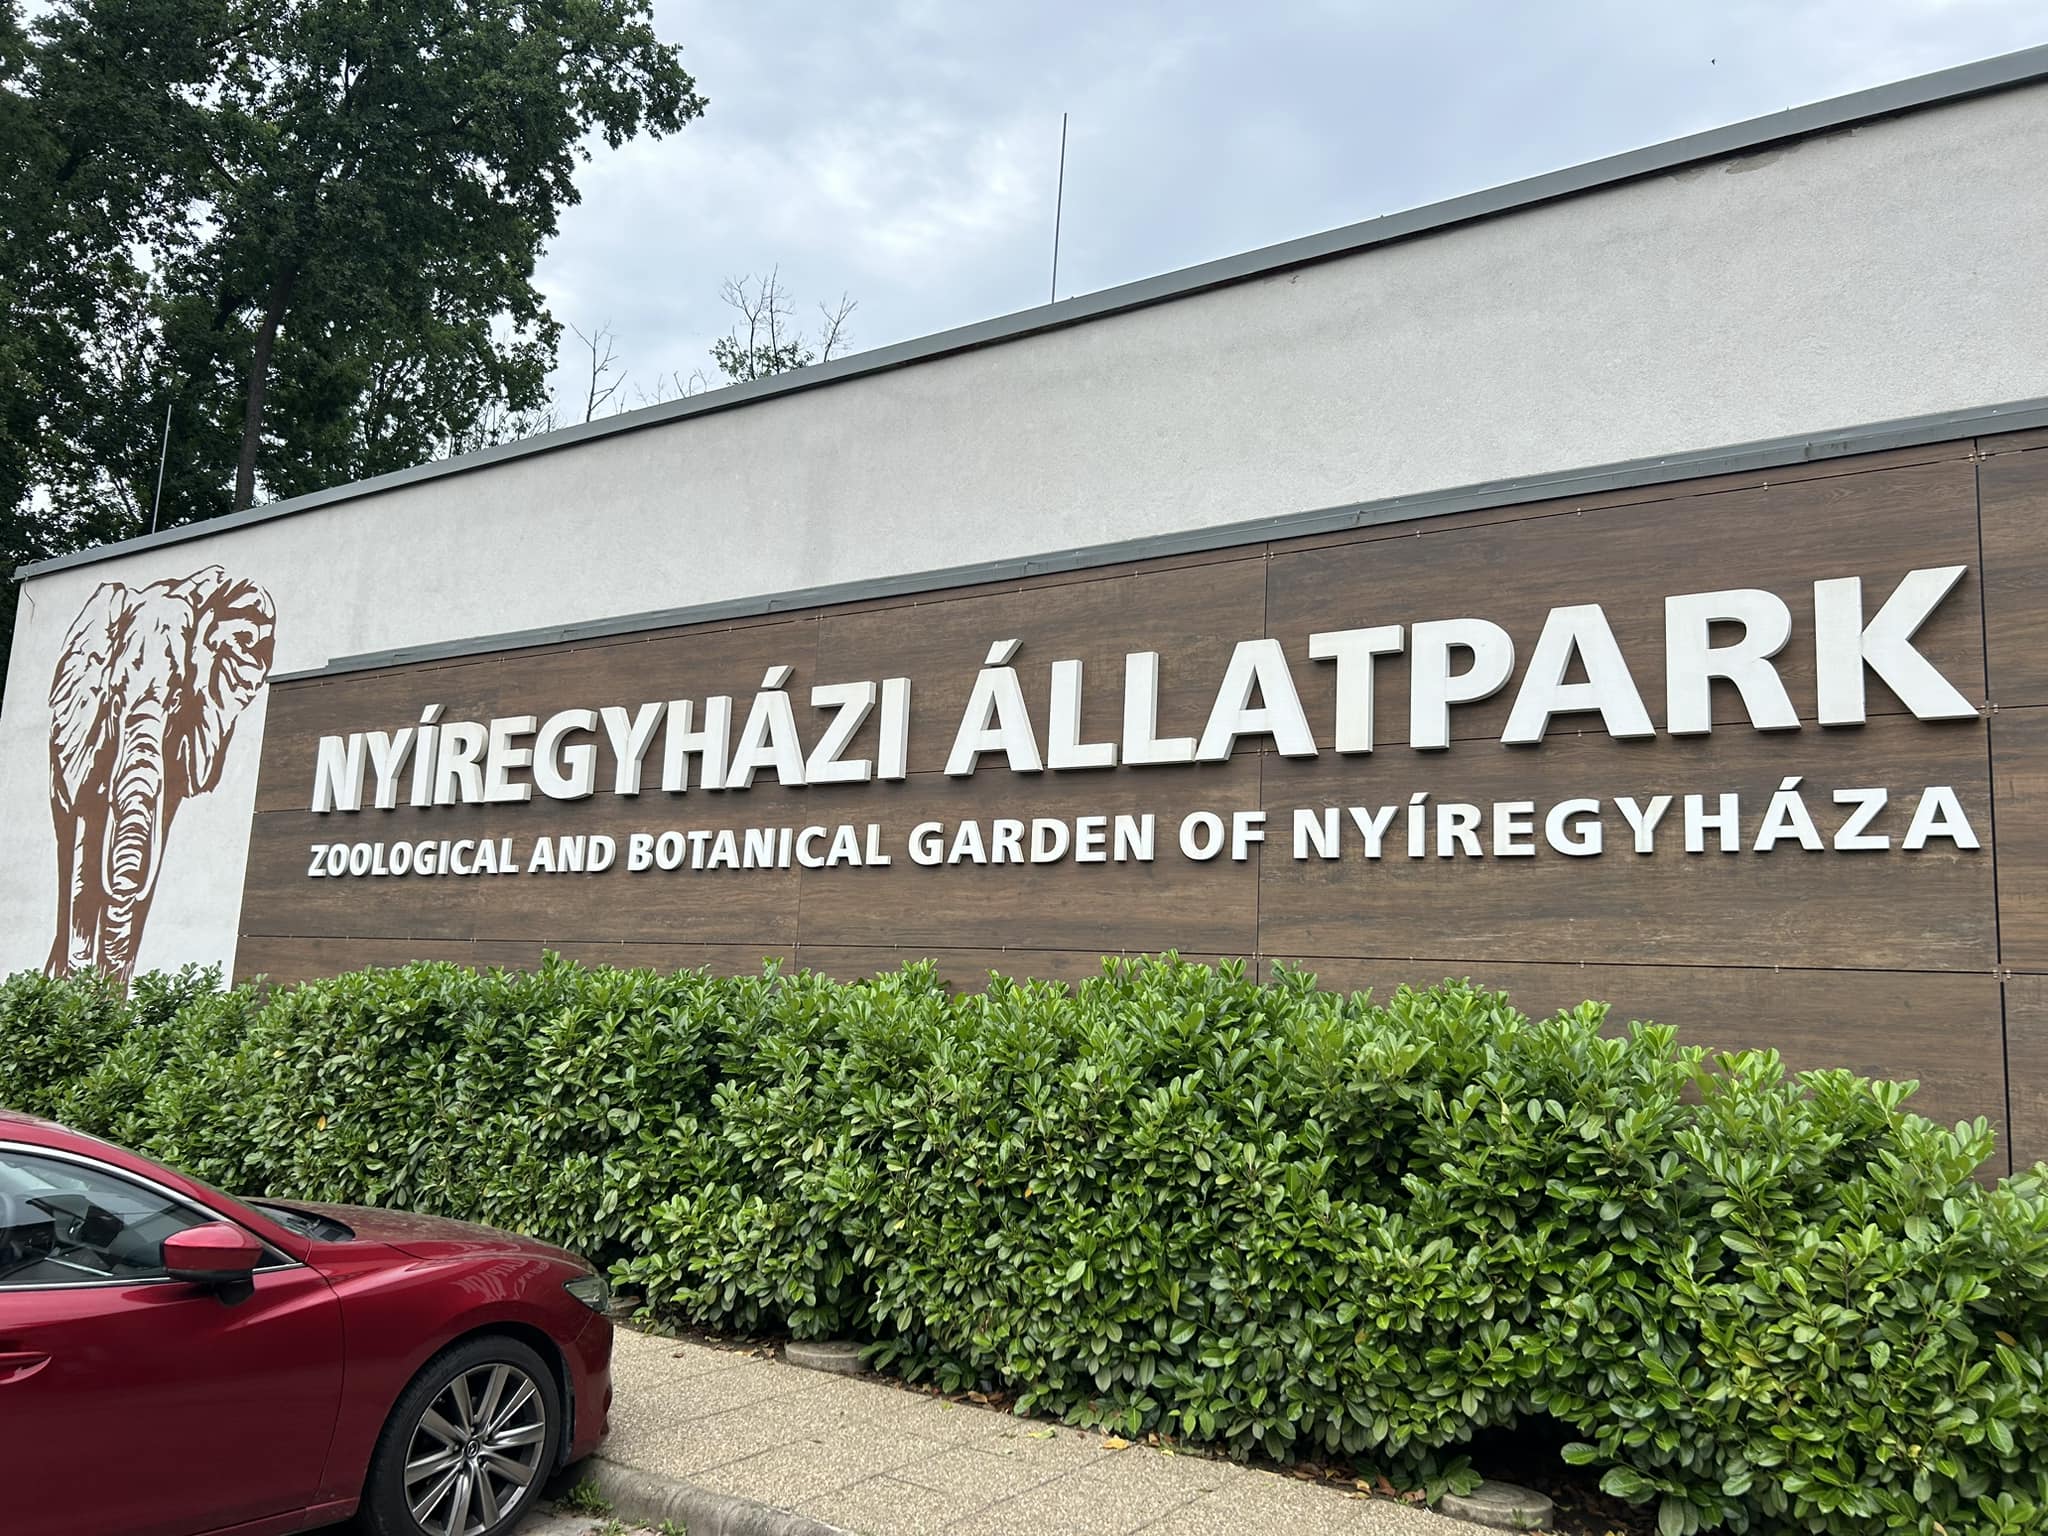 NYÍREGYHÁZI ÁLLATPARK
ZOOLOGICAL AND BOTANICAL GARDEN OF NYÍREGYHÁZA